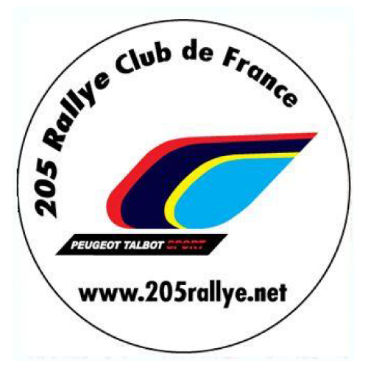 205 Rallye Club de France
PEUGEOT TALBOT SPORT
www.205rallye.net